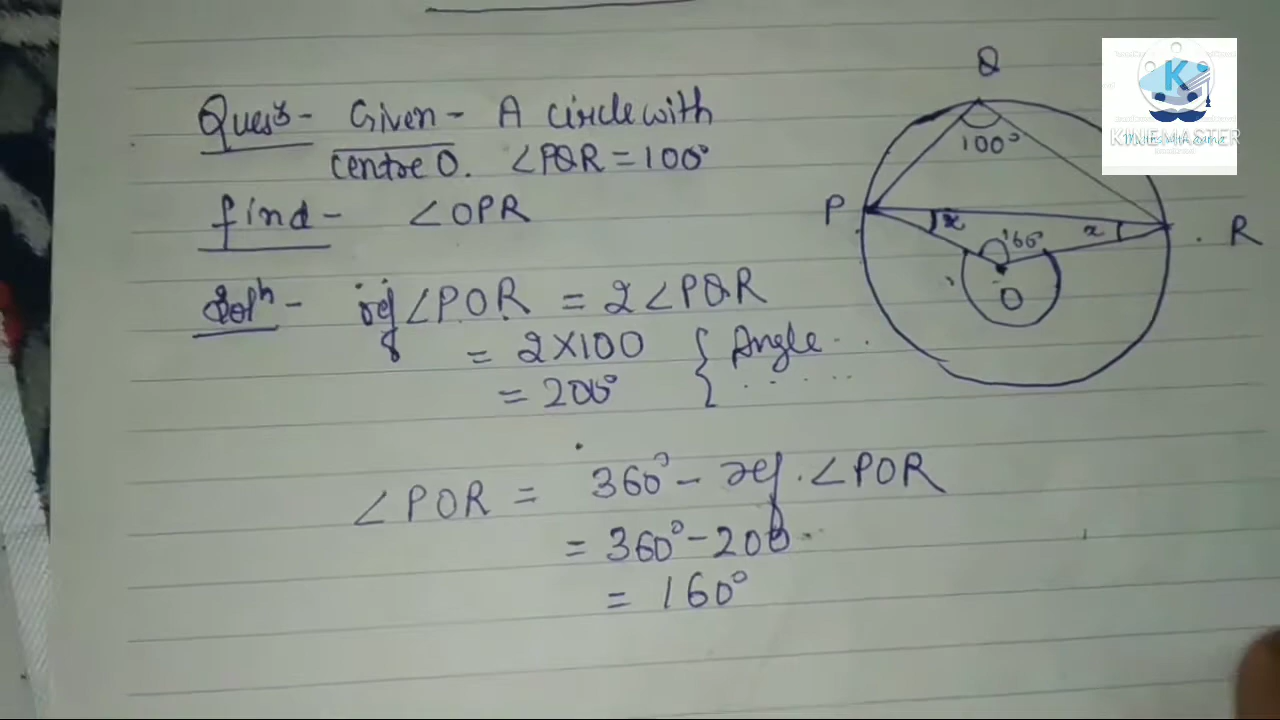 Ques3- Given- A circle with
centre O. ∠PQR = 100°
find- ∠OPR
Solⁿ- ref ∠POR = 2 ∠PQR
= 2×100 { Angle...
= 200° ......
∠POR = 360° - ref. ∠POR
= 360° - 200
= 160°
Q
100°
P
x
x
R
160°
O
K
KINEMASTER